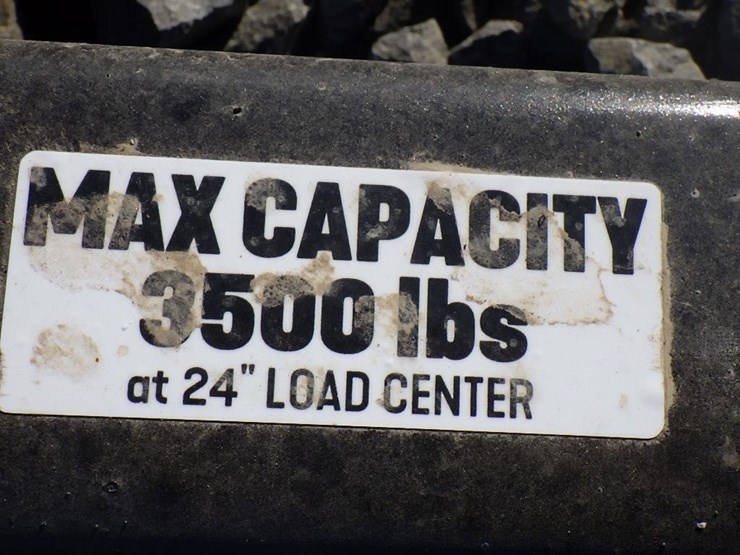 MAX CAPACITY
3500 lbs
at 24" LOAD CENTER